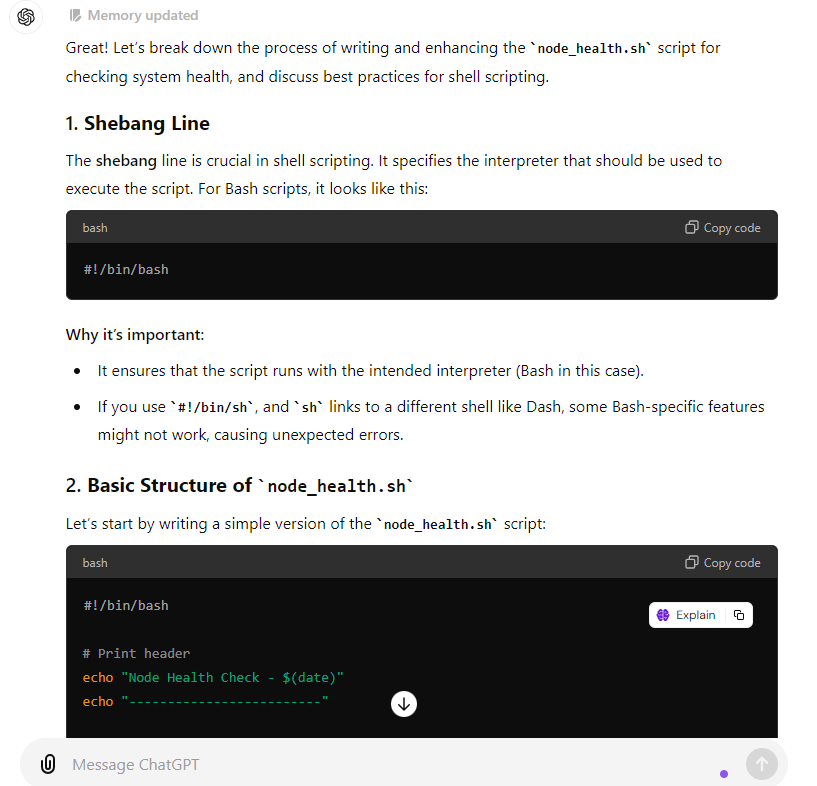 Memory updated
Great! Let's break down the process of writing and enhancing the `node_health.sh` script for
checking system health, and discuss best practices for shell scripting.
1. Shebang Line
The shebang line is crucial in shell scripting. It specifies the interpreter that should be used to
execute the script. For Bash scripts, it looks like this:
bash Copy code
#!/bin/bash
Why it's important:
• It ensures that the script runs with the intended interpreter (Bash in this case).
• If you use `#!/bin/sh`, and `sh` links to a different shell like Dash, some Bash-specific features
might not work, causing unexpected errors.
2. Basic Structure of `node_health.sh`
Let's start by writing a simple version of the `node_health.sh` script:
bash Copy code
#!/bin/bash
Explain
# Print header
echo "Node Health Check - $(date)"
echo "-------------------------"
Message ChatGPT